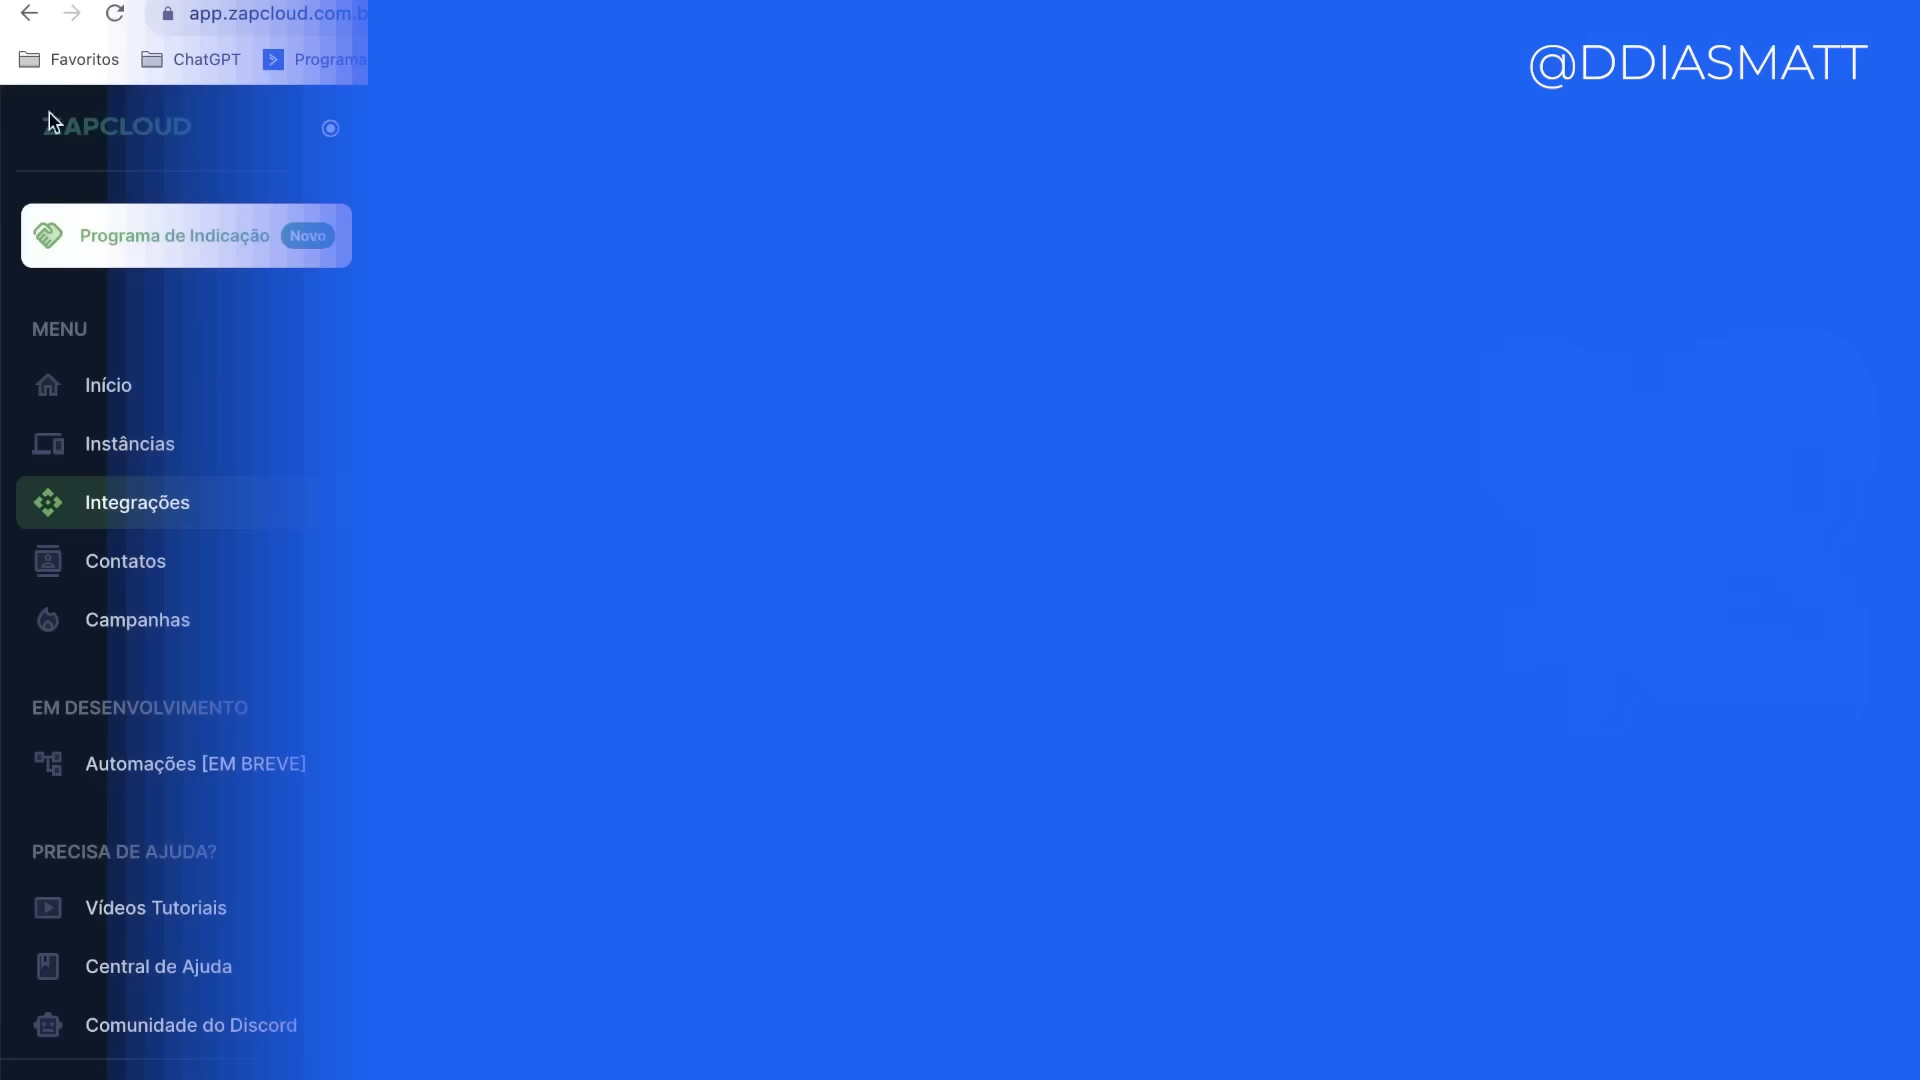 app.zapcloud.com.b
Favoritos
ChatGPT
Programa
@DDIASMATT
ZAPCLOUD
Programa de Indicação
Novo
MENU
Início
Instâncias
Integrações
Contatos
Campanhas
EM DESENVOLVIMENTO
Automações [EM BREVE]
PRECISA DE AJUDA?
Vídeos Tutoriais
Central de Ajuda
Comunidade do Discord